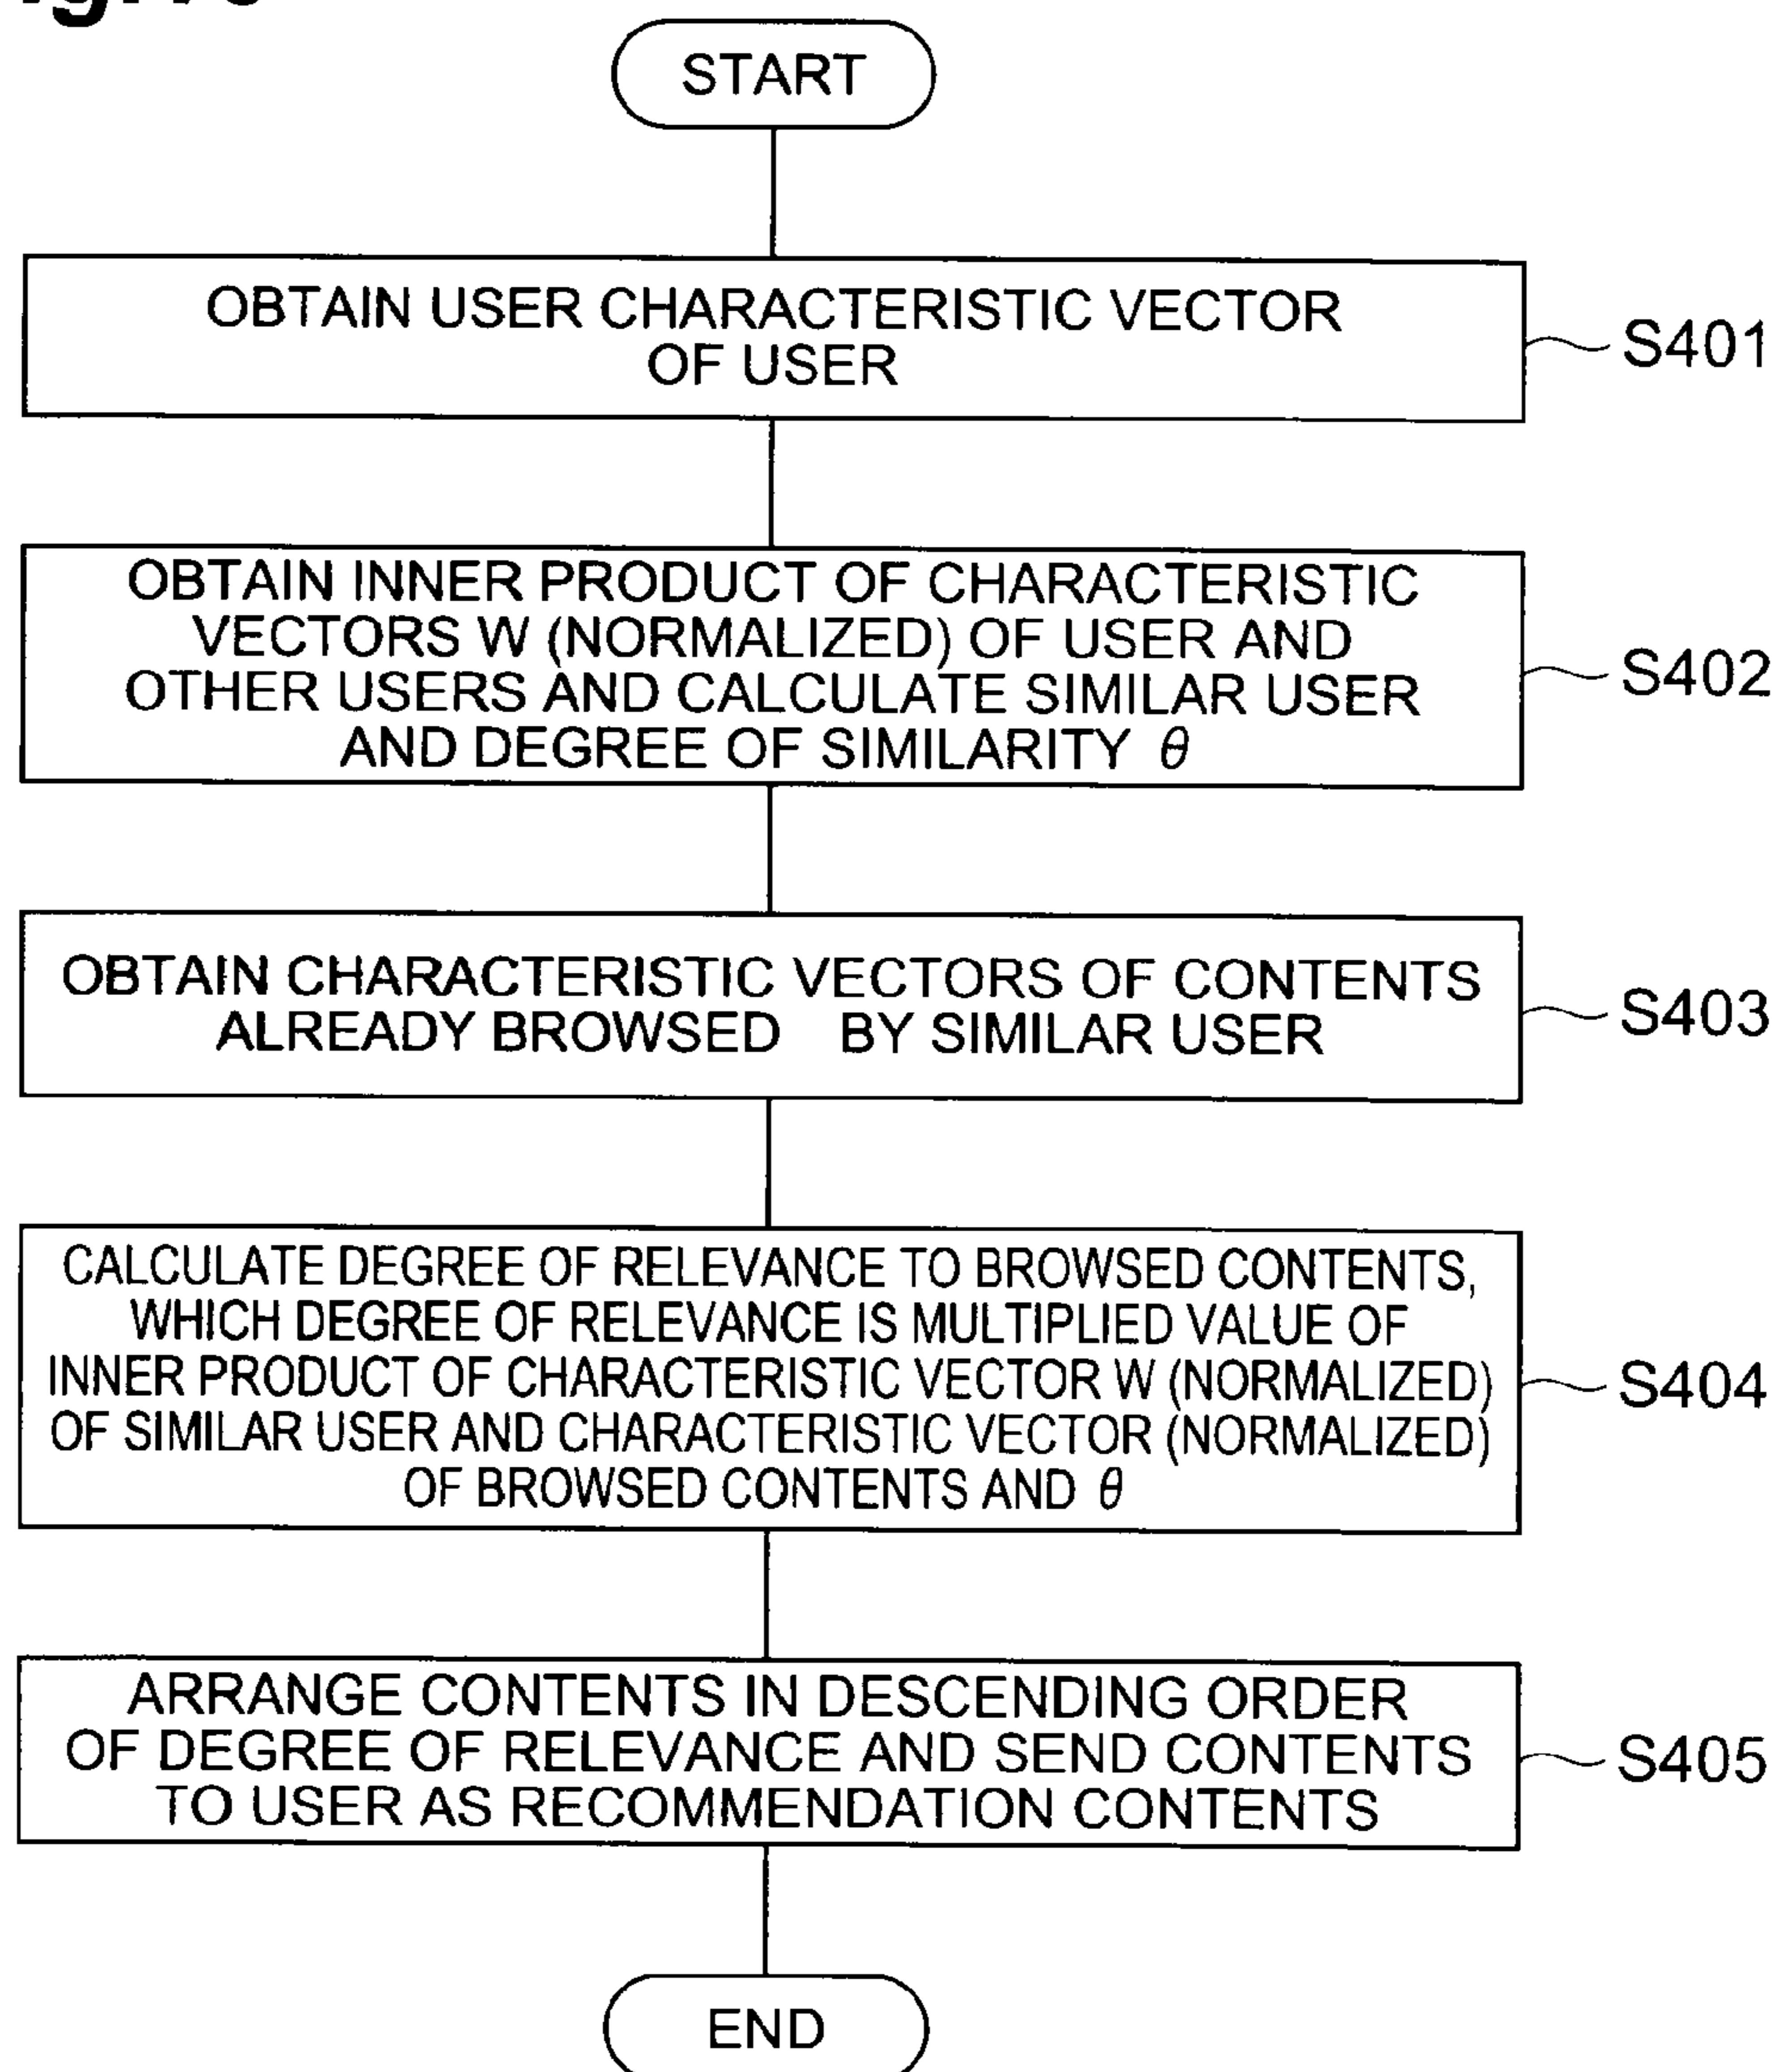 START
OBTAIN USER CHARACTERISTIC VECTOR
OF USER
S401
OBTAIN INNER PRODUCT OF CHARACTERISTIC
VECTORS W (NORMALIZED) OF USER AND
OTHER USERS AND CALCULATE SIMILAR USER
AND DEGREE OF SIMILARITY θ
S402
OBTAIN CHARACTERISTIC VECTORS OF CONTENTS
ALREADY BROWSED BY SIMILAR USER
S403
CALCULATE DEGREE OF RELEVANCE TO BROWSED CONTENTS,
WHICH DEGREE OF RELEVANCE IS MULTIPLIED VALUE OF
INNER PRODUCT OF CHARACTERISTIC VECTOR W (NORMALIZED)
OF SIMILAR USER AND CHARACTERISTIC VECTOR (NORMALIZED)
OF BROWSED CONTENTS AND θ
S404
ARRANGE CONTENTS IN DESCENDING ORDER
OF DEGREE OF RELEVANCE AND SEND CONTENTS
TO USER AS RECOMMENDATION CONTENTS
S405
END